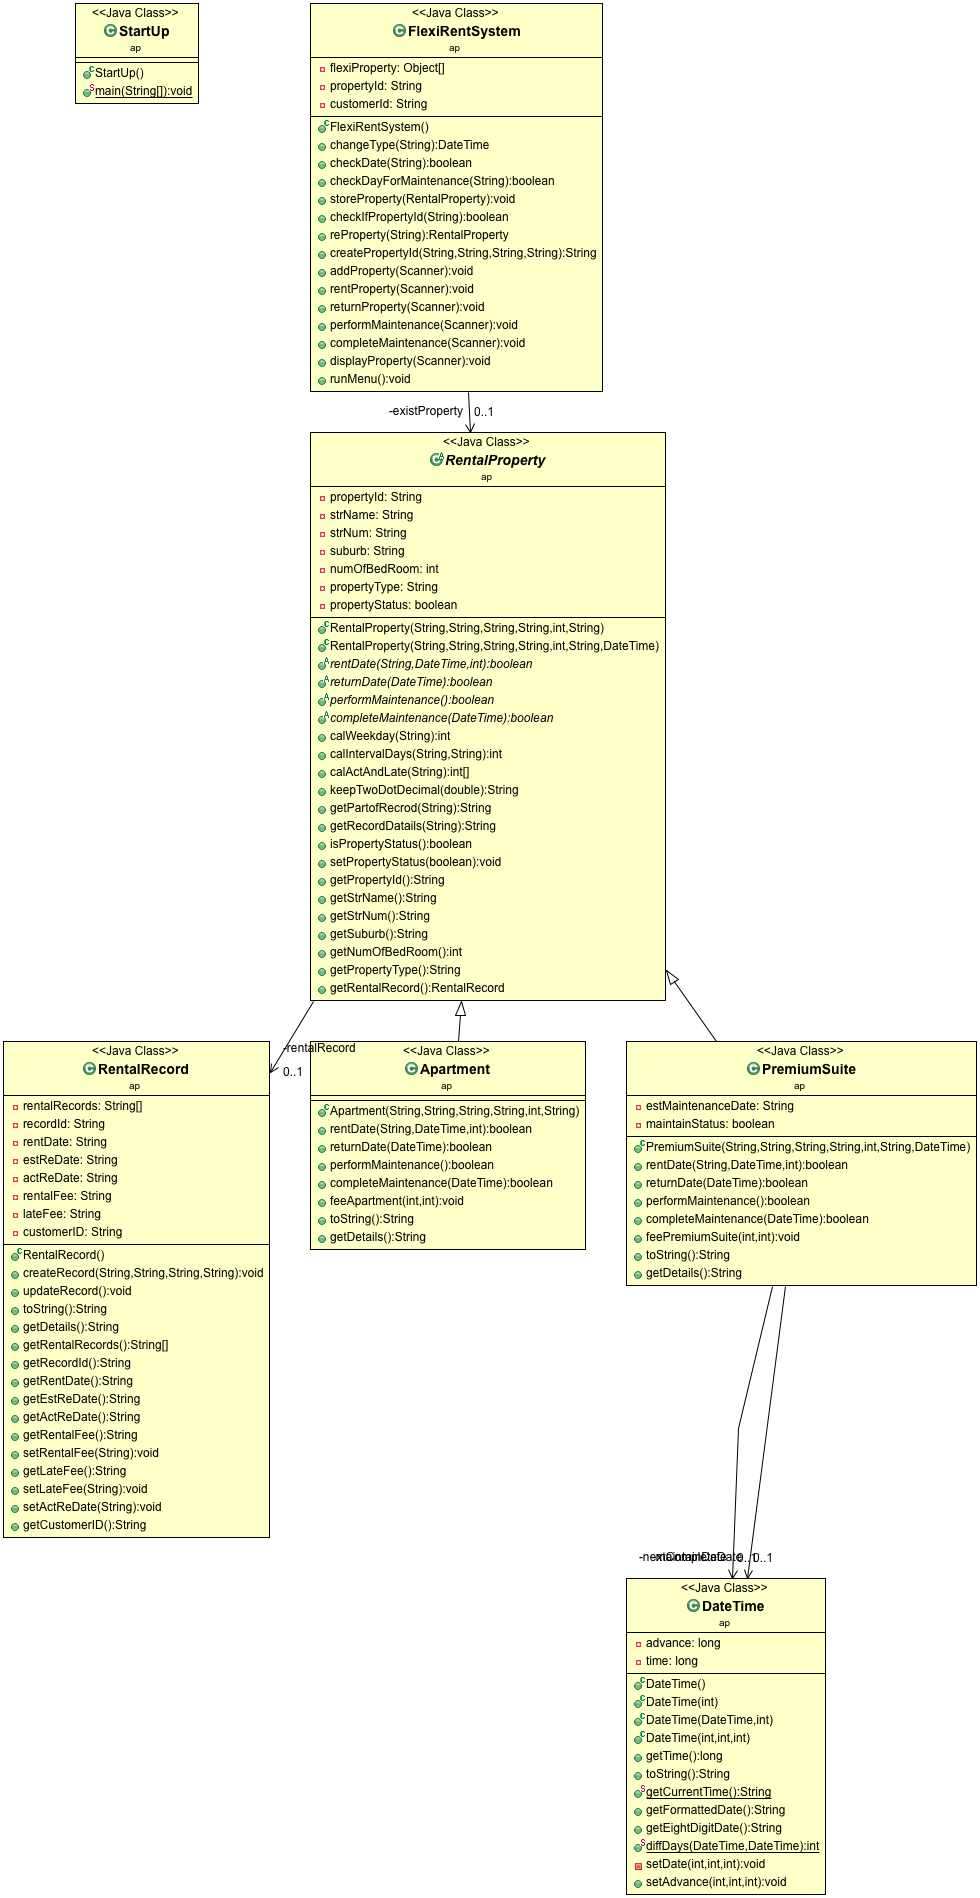 <<Java Class>>
StartUp
ap
StartUp()
main(String[]):void
<<Java Class>>
FlexiRentSystem
ap
flexiProperty: Object[]
propertyId: String
customerId: String
FlexiRentSystem()
changeType(String):DateTime
checkDate(String):boolean
checkDayForMaintenance(String):boolean
storeProperty(RentalProperty):void
checkIfPropertyId(String):boolean
reProperty(String):RentalProperty
createPropertyId(String,String,String,String):String
addProperty(Scanner):void
rentProperty(Scanner):void
returnProperty(Scanner):void
performMaintenance(Scanner):void
completeMaintenance(Scanner):void
displayProperty(Scanner):void
runMenu():void
-existProperty 0..1
<<Java Class>>
RentalProperty
ap
propertyId: String
strName: String
strNum: String
suburb: String
numOfBedRoom: int
propertyType: String
propertyStatus: boolean
RentalProperty(String,String,String,String,int,String)
RentalProperty(String,String,String,String,int,String,DateTime)
rentDate(String,DateTime,int):boolean
returnDate(DateTime):boolean
performMaintenance():boolean
completeMaintenance(DateTime):boolean
calWeekday(String):int
calIntervalDays(String,String):int
calActAndLate(String):int[]
keepTwoDotDecimal(double):String
getPartofRecrod(String):String
getRecordDatails(String):String
isPropertyStatus():boolean
setPropertyStatus(boolean):void
getPropertyId():String
getStrName():String
getStrNum():String
getSuburb():String
getNumOfBedRoom():int
getPropertyType():String
getRentalRecord():RentalRecord
-rentalRecord
0..1
<<Java Class>>
RentalRecord
ap
rentalRecords: String[]
recordId: String
rentDate: String
estReDate: String
actReDate: String
rentalFee: String
lateFee: String
customerID: String
RentalRecord()
createRecord(String,String,String,String):void
updateRecord():void
toString():String
getDetails():String
getRentalRecords():String[]
getRecordId():String
getRentDate():String
getEstReDate():String
getActReDate():String
getRentalFee():String
setRentalFee(String):void
getLateFee():String
setLateFee(String):void
setActReDate(String):void
getCustomerID():String
<<Java Class>>
Apartment
ap
Apartment(String,String,String,String,int,String)
rentDate(String,DateTime,int):boolean
returnDate(DateTime):boolean
performMaintenance():boolean
completeMaintenance(DateTime):boolean
feeApartment(int,int):void
toString():String
getDetails():String
<<Java Class>>
PremiumSuite
ap
estMaintenanceDate: String
maintainStatus: boolean
PremiumSuite(String,String,String,String,int,String,DateTime)
rentDate(String,DateTime,int):boolean
returnDate(DateTime):boolean
performMaintenance():boolean
completeMaintenance(DateTime):boolean
feePremiumSuite(int,int):void
toString():String
getDetails():String
0..1
<<Java Class>>
DateTime
ap
advance: long
time: long
DateTime()
DateTime(int)
DateTime(DateTime,int)
DateTime(int,int,int)
getTime():long
toString():String
getCurrentTime():String
getFormattedDate():String
getEightDigitDate():String
diffDays(DateTime,DateTime):int
setDate(int,int,int):void
setAdvance(int,int,int):void